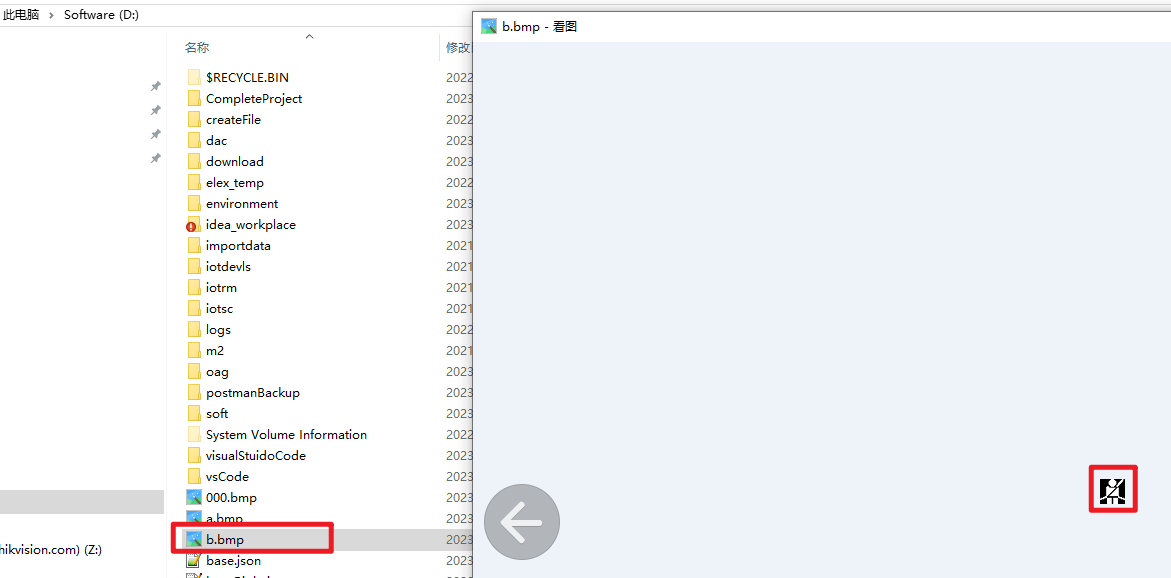 此电脑 › Software (D:)
b.bmp - 看图
名称
修改
$RECYCLE.BIN 2022
CompleteProject 2023
createFile 2022
dac 2023
download 2023
elex_temp 2022
environment 2023
idea_workplace 2023
importdata 2021
iotdevls 2021
iotrm 2021
iotsc 2021
logs 2022
m2 2021
oag 2023
postmanBackup 2023
soft 2023
System Volume Information 2022
visualStuidoCode 2023
vsCode 2023
000.bmp 2023
a.bmp 2023
b.bmp 2023
hikvision.com) (Z:)
base.json 2023